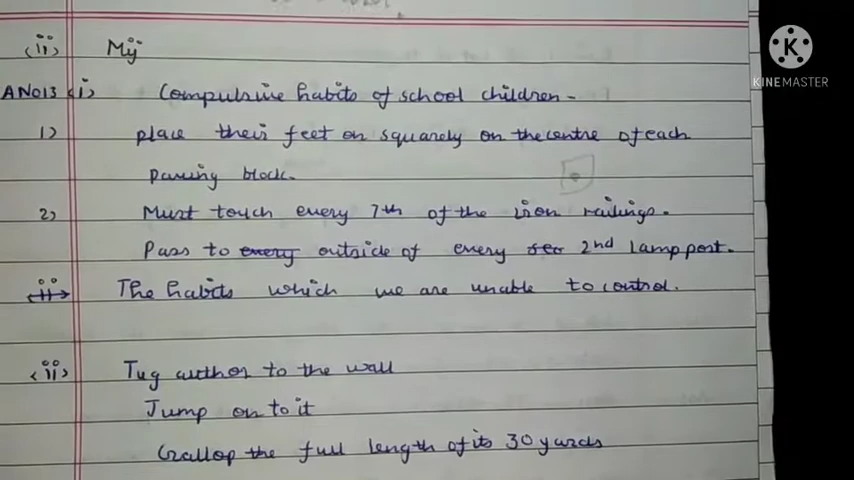 (ii) My
KINEMASTER
ANO13 (i) Compulsive habits of school children -
1) place their feet on squarely on the centre of each
paving block.
2) Must touch every 7th of the iron railings.
Pass to every outside of every sec 2nd lamp post.
(ii) The habits which we are unable to control.
(ii) Tug author to the wall
Jump on to it
Gallop the full length of its 30 yards